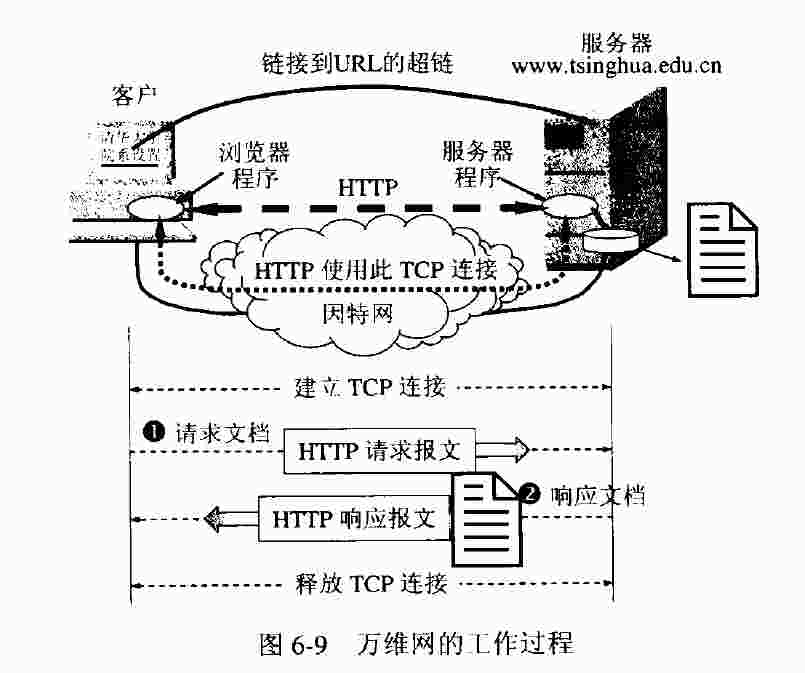 服务器
www.tsinghua.edu.cn
链接到URL的超链
客户
清华大学
院系设置
浏览器
程序
服务器
程序
HTTP
HTTP 使用此 TCP 连接
因特网
建立 TCP 连接
❶ 请求文档
HTTP 请求报文
❷ 响应文档
HTTP 响应报文
释放 TCP 连接
图 6-9 万维网的工作过程